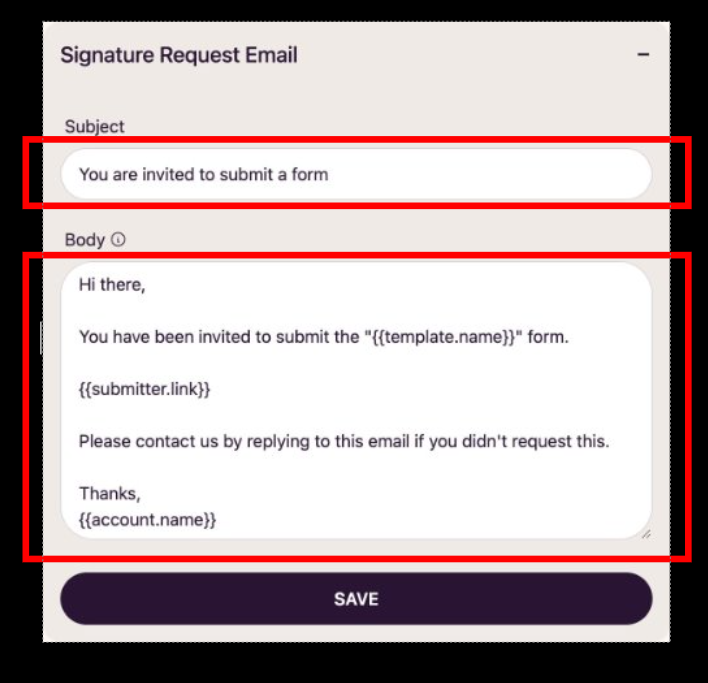 Signature Request Email
Subject
You are invited to submit a form
Body
Hi there,
You have been invited to submit the "{{template.name}}" form.
{{submitter.link}}
Please contact us by replying to this email if you didn't request this.
Thanks,
{{account.name}}
SAVE